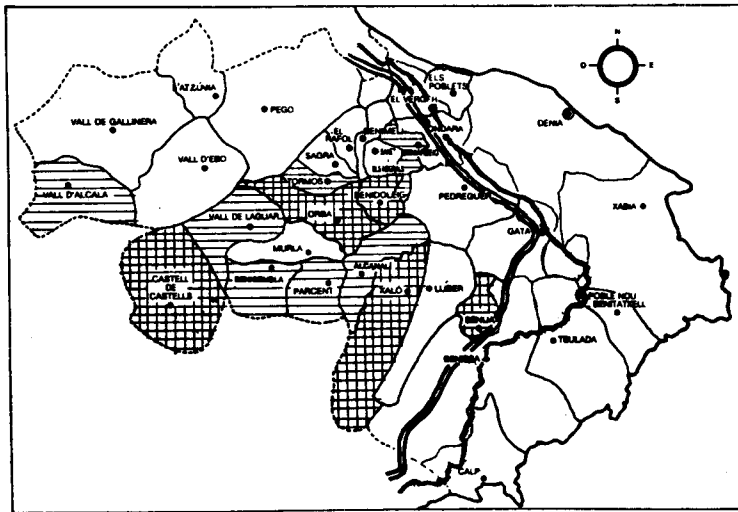 N
O
E
S
ELS
POBLETS
L'ATZÚVIA
EL VERGER
PEGO
DÉNIA
VALL DE GALLINERA
EL
RAFOL
BENIMELI
ONDARA
SAGRA
VALL D'EBO
TORMOS
VALL D'ALCALÀ
BENIDOLEIG
PEDREGUER
XÀBIA
VALL DE LAGUAR
ORBA
GATA
MURLA
ALCANALI
CASTELL
DE
CASTELLS
BENIGEMBLA
PARCENT
XALÓ
LLÍBER
POBLE NOU
BENITATXELL
TEULADA
BENISSA
CALP